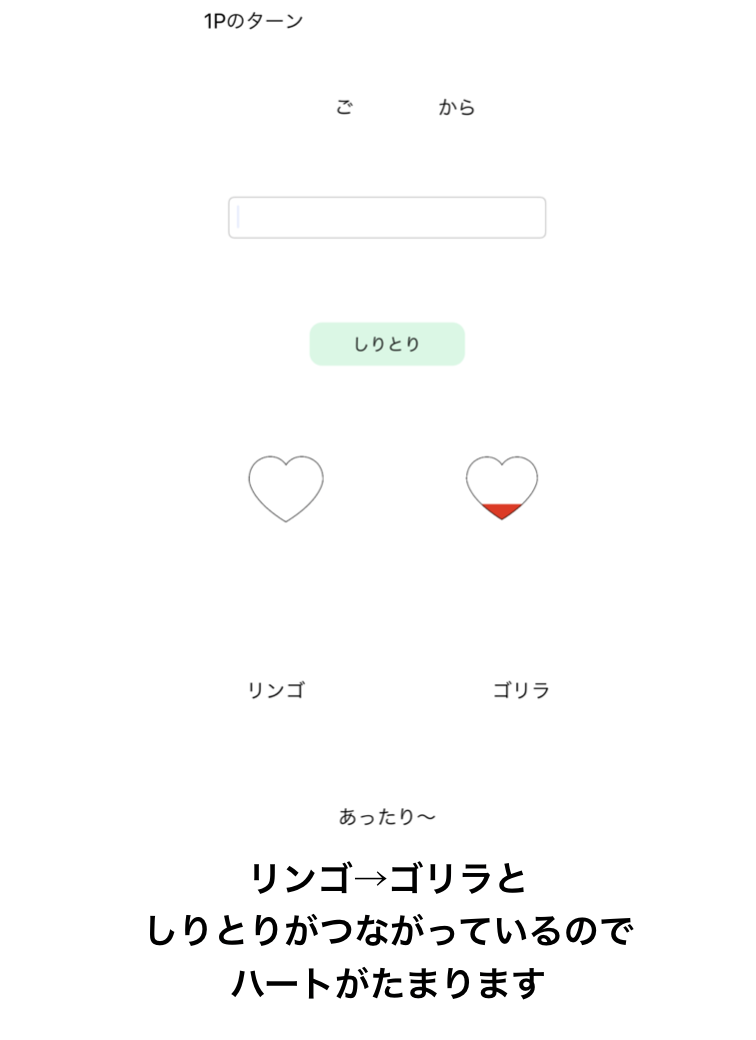 1Pのターン
ご から
しりとり
リンゴ ゴリラ
あったり〜
リンゴ→ゴリラと
しりとりがつながっているので
ハートがたまります